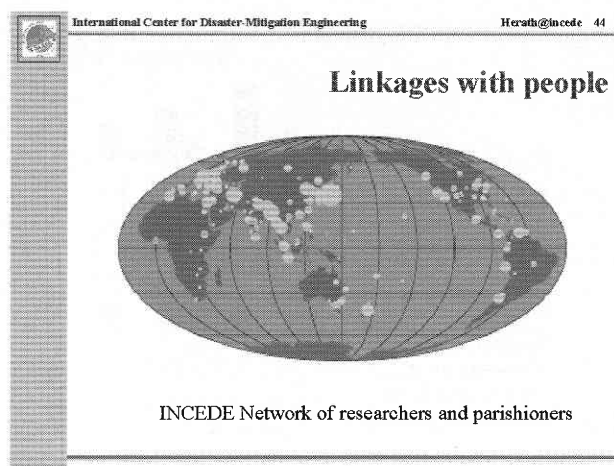 International Center for Disaster-Mitigation Engineering Herath@incede 44
Linkages with people
INCEDE Network of researchers and parishioners